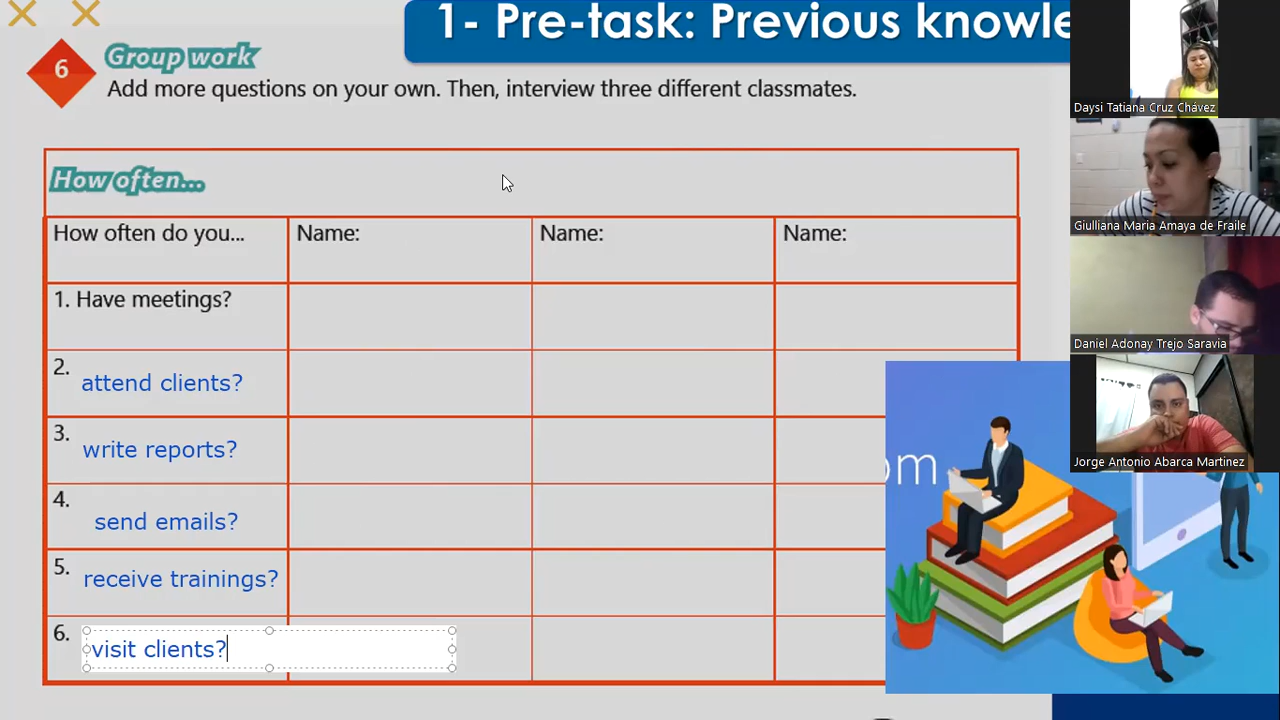 1- Pre-task: Previous knowle
6
Group work
Add more questions on your own. Then, interview three different classmates.
How often...
How often do you...
Name:
Name:
Name:
1. Have meetings?
2.
attend clients?
3.
write reports?
4.
send emails?
5.
receive trainings?
6.
visit clients?
om
Daysi Tatiana Cruz Chávez
Giulliana Maria Amaya de Fraile
Daniel Adonay Trejo Saravia
Jorge Antonio Abarca Martinez